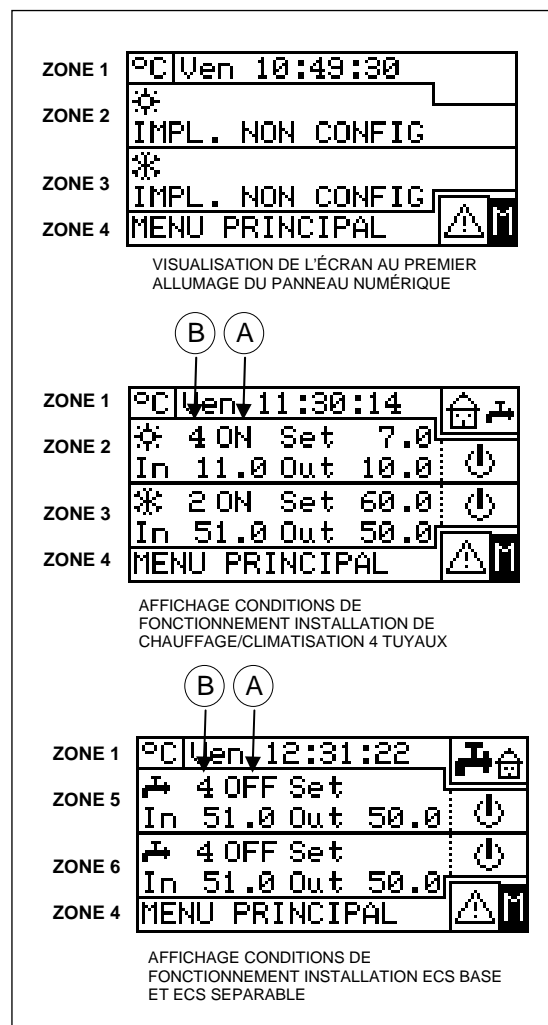 ZONE 1 °C Ven 10:49:30
ZONE 2
IMPL. NON CONFIG
ZONE 3
IMPL. NON CONFIG
ZONE 4 MENU PRINCIPAL M
VISUALISATION DE L'ÉCRAN AU PREMIER
ALLUMAGE DU PANNEAU NUMÉRIQUE
B A
ZONE 1 °C Ven 11:30:14
ZONE 2 4 ON Set 7.0
In 11.0 Out 10.0
ZONE 3 2 ON Set 60.0
In 51.0 Out 50.0
ZONE 4 MENU PRINCIPAL M
AFFICHAGE CONDITIONS DE
FONCTIONNEMENT INSTALLATION DE
CHAUFFAGE/CLIMATISATION 4 TUYAUX
B A
ZONE 1 °C Ven 12:31:22
ZONE 5 4 OFF Set
In 51.0 Out 50.0
ZONE 6 4 OFF Set
In 51.0 Out 50.0
ZONE 4 MENU PRINCIPAL M
AFFICHAGE CONDITIONS DE
FONCTIONNEMENT INSTALLATION ECS BASE
ET ECS SEPARABLE